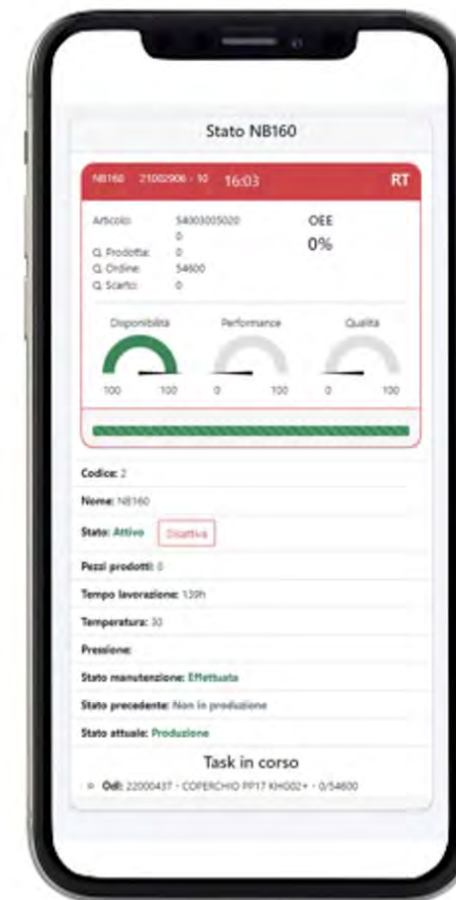 Stato NB160
NB160 21002906 - 10 16:03 RT
Articolo: 54003005020 OEE
0 0%
Q. Prodotta: 0
Q. Ordine: 54600
Q. Scarto: 0
Disponibilità Performance Qualità
100 100 0 100 0 100
Codice: 2
Nome: NB160
Stato: Attivo Disattiva
Pezzi prodotti: 0
Tempo lavorazione: 139h
Temperatura: 30
Pressione:
Stato manutenzione: Effettuata
Stato precedente: Non in produzione
Stato attuale: Produzione
Task in corso
Odl: 22000437 - COPERCHIO PP17 KHG02+ - 0/54600